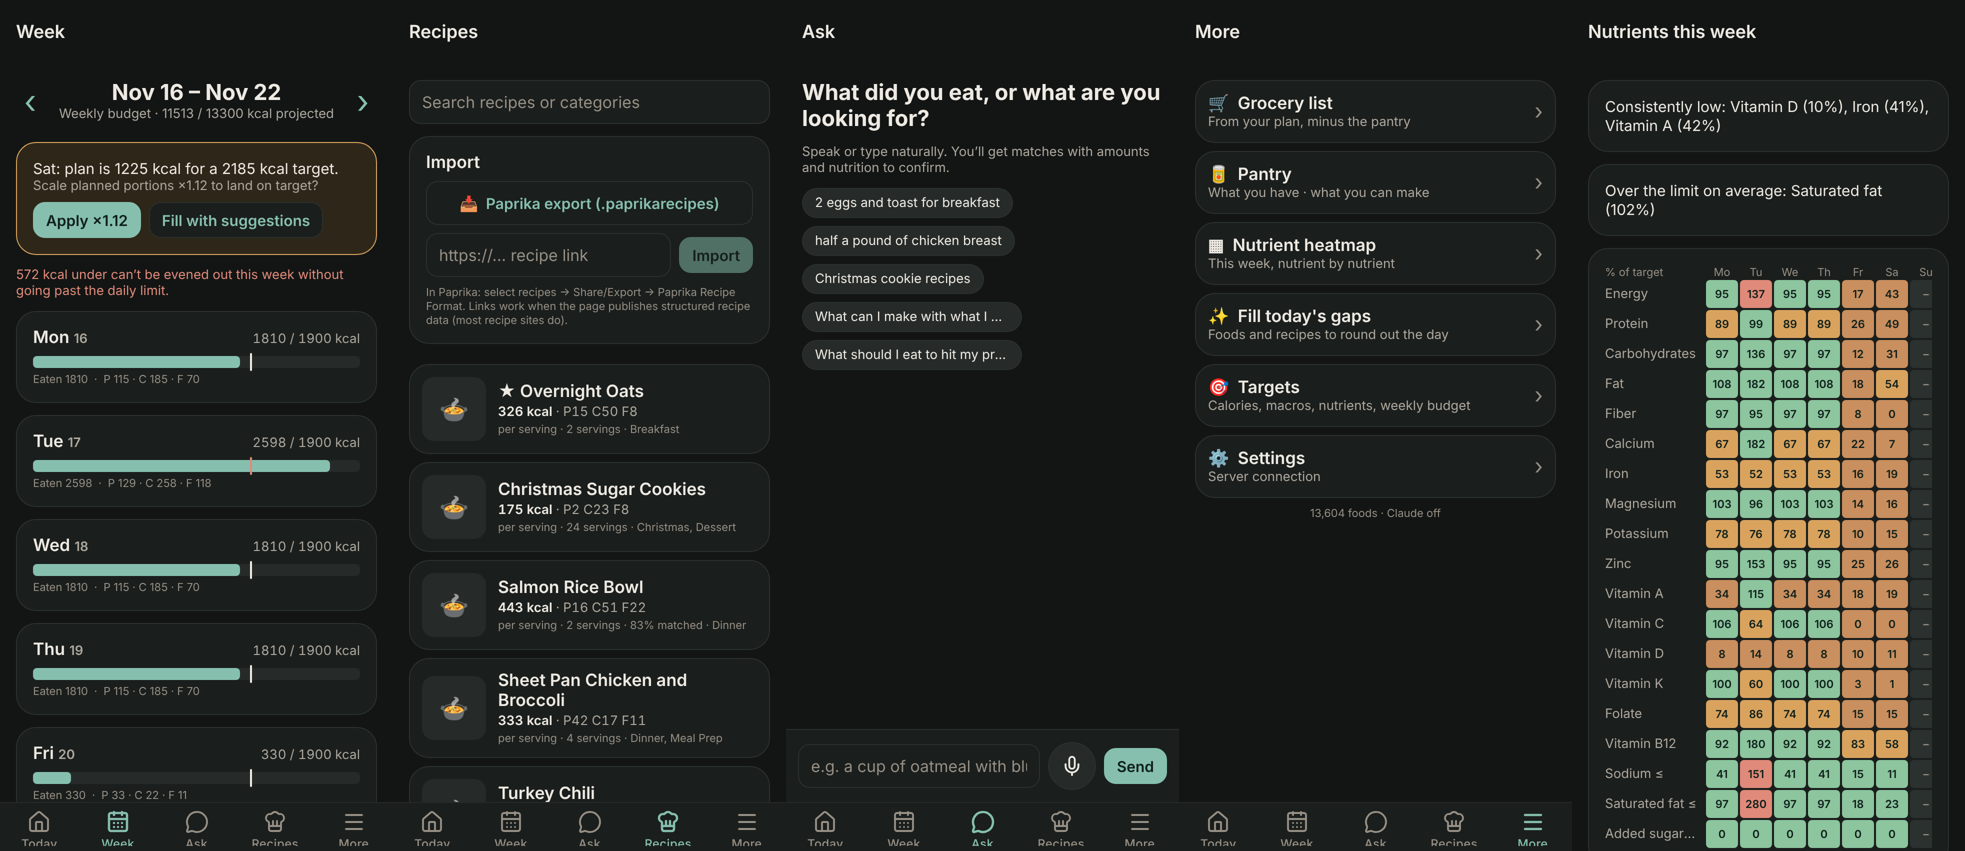 Week
‹ Nov 16 – Nov 22 ›
Weekly budget · 11513 / 13300 kcal projected
Sat: plan is 1225 kcal for a 2185 kcal target.
Scale planned portions ×1.12 to land on target?
Apply ×1.12 Fill with suggestions
572 kcal under can't be evened out this week without
going past the daily limit.
Mon 16 1810 / 1900 kcal
Eaten 1810 · P 115 · C 185 · F 70
Tue 17 2598 / 1900 kcal
Eaten 2598 · P 129 · C 258 · F 118
Wed 18 1810 / 1900 kcal
Eaten 1810 · P 115 · C 185 · F 70
Thu 19 1810 / 1900 kcal
Eaten 1810 · P 115 · C 185 · F 70
Fri 20 330 / 1900 kcal
Eaten 330 · P 33 · C 22 · F 11
Today Week Ask Recipes More
Recipes
Search recipes or categories
Import
Paprika export (.paprikarecipes)
https://... recipe link Import
In Paprika: select recipes → Share/Export → Paprika Recipe
Format. Links work when the page publishes structured recipe
data (most recipe sites do).
★ Overnight Oats
326 kcal · P15 C50 F8
per serving · 2 servings · Breakfast
Christmas Sugar Cookies
175 kcal · P2 C23 F8
per serving · 24 servings · Christmas, Dessert
Salmon Rice Bowl
443 kcal · P16 C51 F22
per serving · 2 servings · 83% matched · Dinner
Sheet Pan Chicken and
Broccoli
333 kcal · P42 C17 F11
per serving · 4 servings · Dinner, Meal Prep
Turkey Chili
Today Week Ask Recipes More
Ask
What did you eat, or what are you
looking for?
Speak or type naturally. You'll get matches with amounts
and nutrition to confirm.
2 eggs and toast for breakfast
half a pound of chicken breast
Christmas cookie recipes
What can I make with what I ...
What should I eat to hit my pr...
e.g. a cup of oatmeal with bl Send
Today Week Ask Recipes More
More
Grocery list
From your plan, minus the pantry
Pantry
What you have · what you can make
Nutrient heatmap
This week, nutrient by nutrient
Fill today's gaps
Foods and recipes to round out the day
Targets
Calories, macros, nutrients, weekly budget
Settings
Server connection
13,604 foods · Claude off
Today Week Ask Recipes More
Nutrients this week
Consistently low: Vitamin D (10%), Iron (41%),
Vitamin A (42%)
Over the limit on average: Saturated fat
(102%)
% of target Mo Tu We Th Fr Sa Su
Energy 95 137 95 95 17 43 –
Protein 89 99 89 89 26 49 –
Carbohydrates 97 136 97 97 12 31 –
Fat 108 182 108 108 18 54 –
Fiber 97 95 97 97 8 0 –
Calcium 67 182 67 67 22 7 –
Iron 53 52 53 53 16 19 –
Magnesium 103 96 103 103 14 16 –
Potassium 78 76 78 78 10 15 –
Zinc 95 153 95 95 25 26 –
Vitamin A 34 115 34 34 18 19 –
Vitamin C 106 64 106 106 0 0 –
Vitamin D 8 14 8 8 10 11 –
Vitamin K 100 60 100 100 3 1 –
Folate 74 86 74 74 15 15 –
Vitamin B12 92 180 92 92 83 58 –
Sodium ≤ 41 151 41 41 15 11 –
Saturated fat ≤ 97 280 97 97 18 23 –
Added sugar... 0 0 0 0 0 0 –